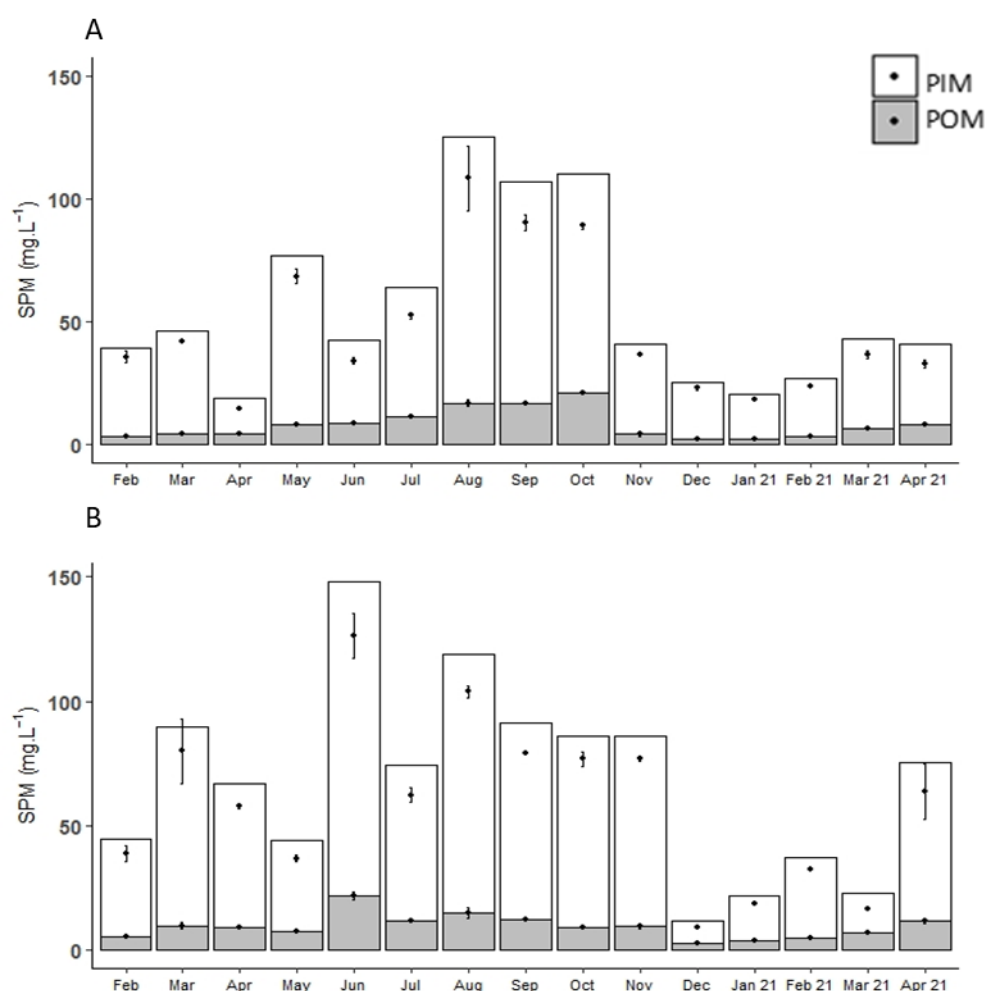 A
150
100
50
0
SPM (mg.L⁻¹)
PIM
POM
Feb Mar Apr May Jun Jul Aug Sep Oct Nov Dec Jan 21 Feb 21 Mar 21 Apr 21
B
150
100
50
0
SPM (mg.L⁻¹)
Feb Mar Apr May Jun Jul Aug Sep Oct Nov Dec Jan 21 Feb 21 Mar 21 Apr 21